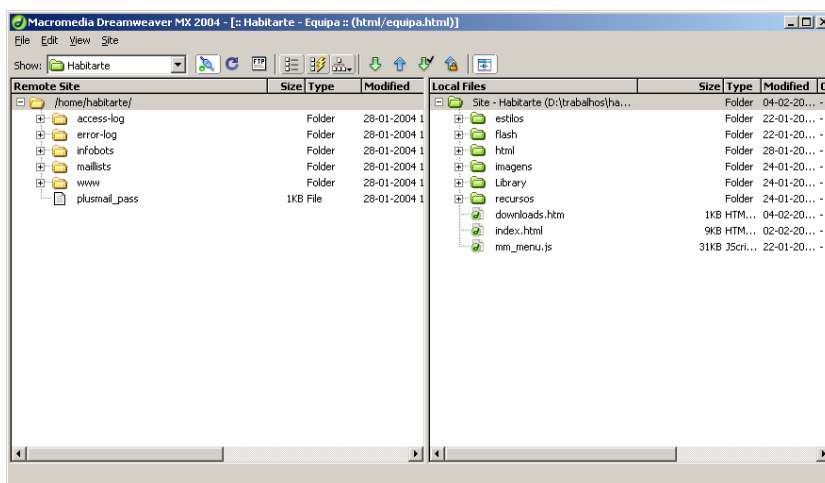 Macromedia Dreamweaver MX 2004 - [:: Habitarte - Equipa :: (html/equipa.html)]
File Edit View Site
Show: Habitarte FTP
Remote Site Size Type Modified
/home/habitarte/
access-log Folder 28-01-2004 1
error-log Folder 28-01-2004 1
infobots Folder 28-01-2004 1
maillists Folder 28-01-2004 1
www Folder 28-01-2004 1
plusmail_pass 1KB File 28-01-2004 1
Local Files Size Type Modified
Site - Habitarte (D:\trabalhos\ha... Folder 04-02-20... -
estilos Folder 22-01-20... -
flash Folder 22-01-20... -
html Folder 28-01-20... -
imagens Folder 24-01-20... -
Library Folder 24-01-20... -
recursos Folder 24-01-20... -
downloads.htm 1KB HTM... 04-02-20... -
index.html 9KB HTM... 02-02-20... -
mm_menu.js 31KB JScri... 22-01-20... -